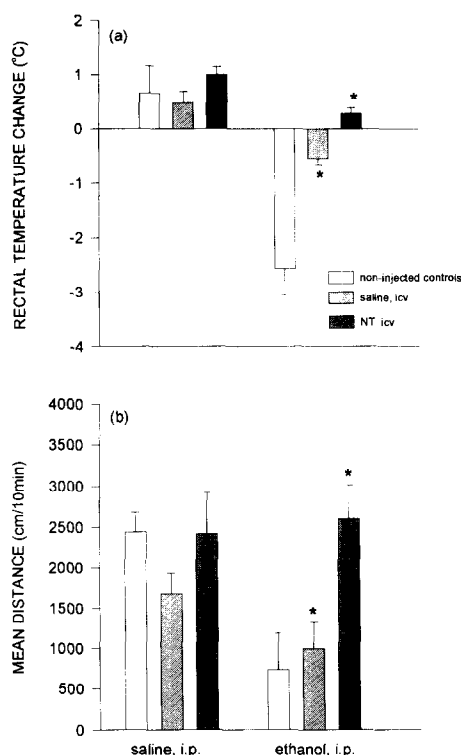 (a)
RECTAL TEMPERATURE CHANGE (°C)
2
1
0
-1
-2
-3
-4
*
*
non-injected controls
saline, icv
NT icv
(b)
MEAN DISTANCE (cm/10min)
4000
3500
3000
2500
2000
1500
1000
500
0
*
*
saline, i.p.
ethanol, i.p.